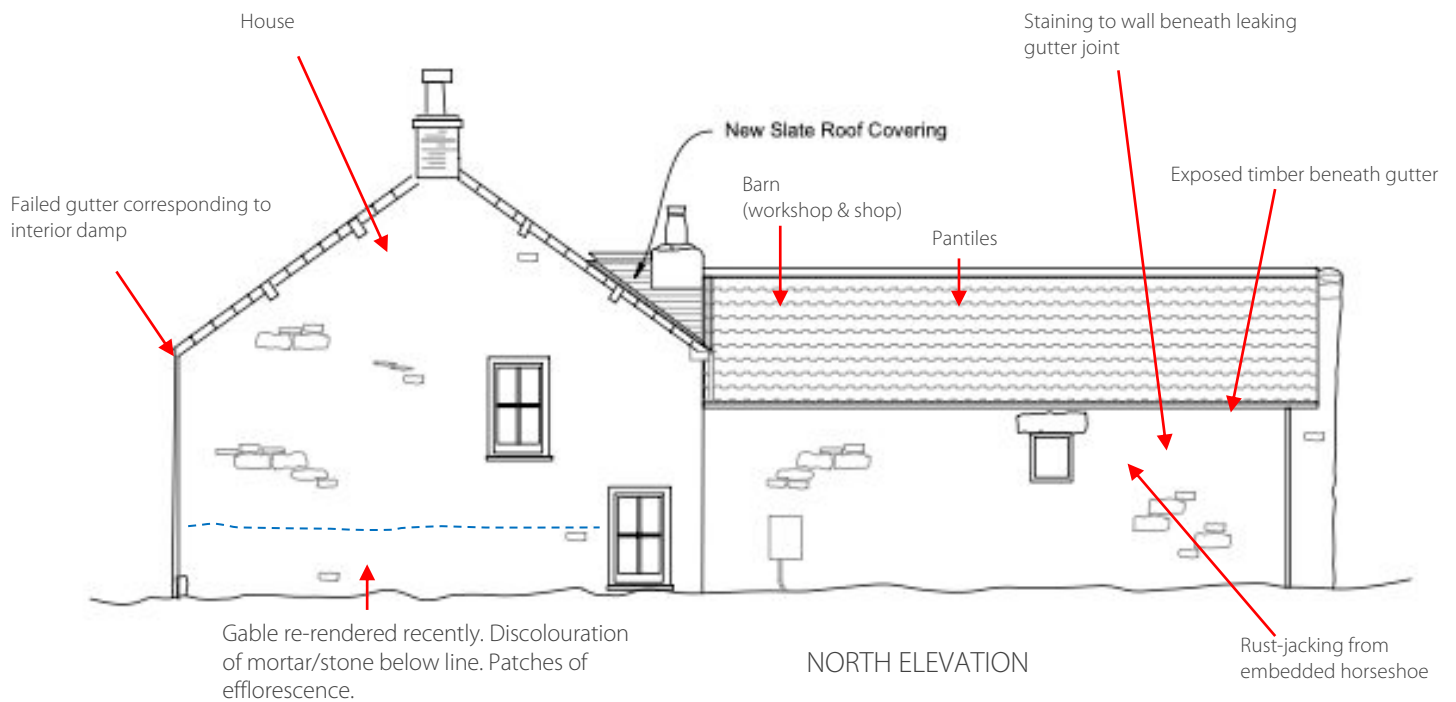 House
Staining to wall beneath leaking
gutter joint
New Slate Roof Covering
Barn
(workshop & shop)
Exposed timber beneath gutter
Failed gutter corresponding to
interior damp
Pantiles
Gable re-rendered recently. Discolouration
of mortar/stone below line. Patches of
efflorescence.
NORTH ELEVATION
Rust-jacking from
embedded horseshoe